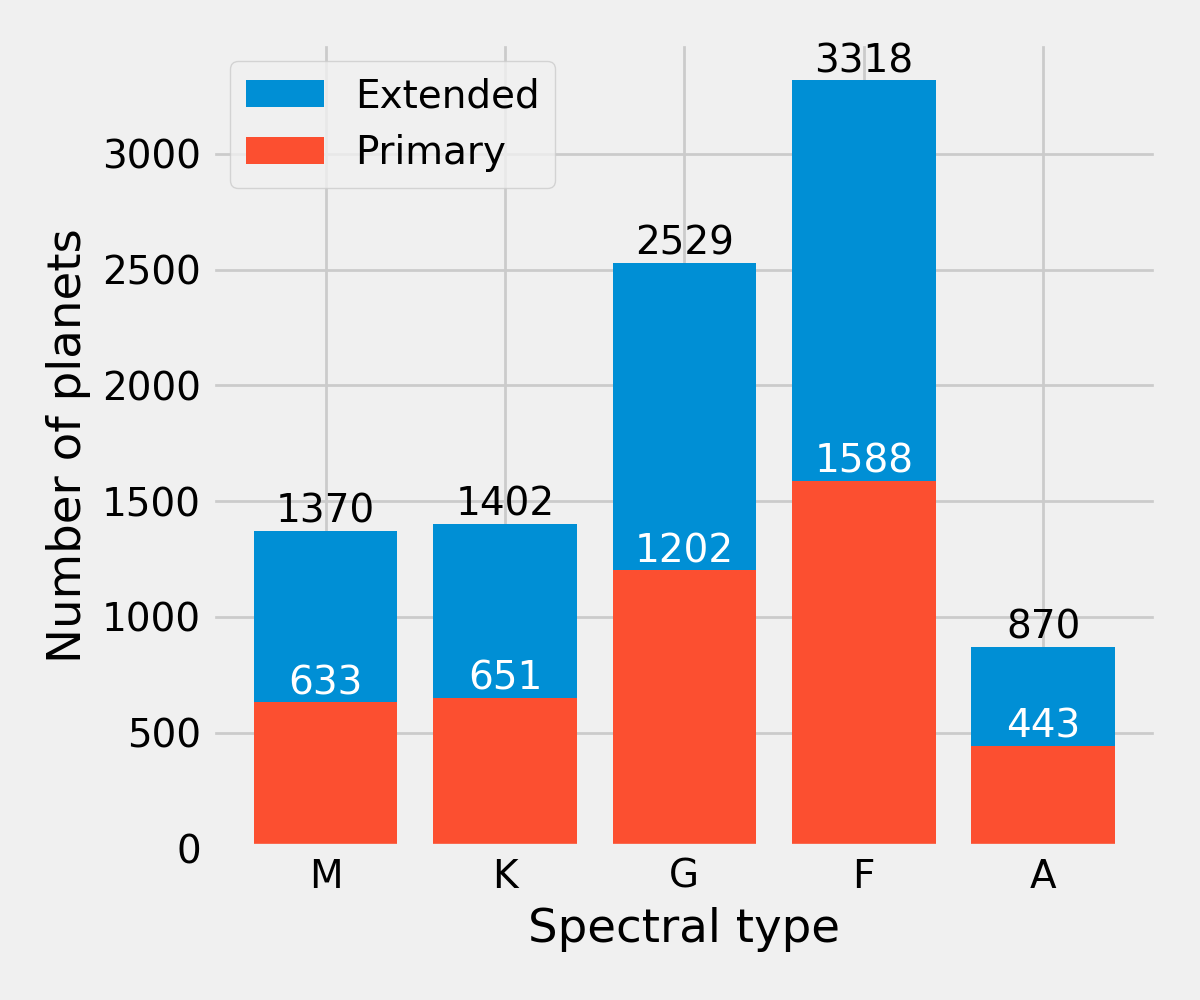 3318
Extended
Primary
3000
2529
2500
2000
1588
1500
1370
1402
1202
1000
870
633
651
443
500
0
M
K
G
F
A
Spectral type
Number of planets